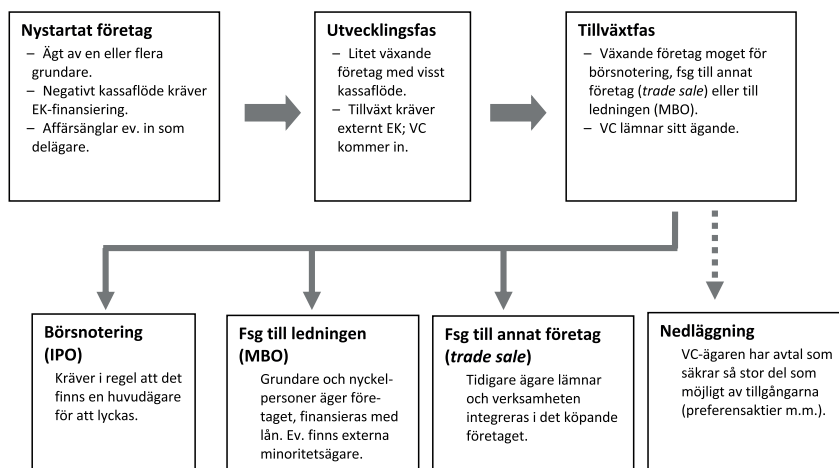 Nystartat företag
– Ägt av en eller flera
grundare.
– Negativt kassaflöde kräver
EK-finansiering.
– Affärsänglar ev. in som
delägare.
Utvecklingsfas
– Litet växande
företag med visst
kassaflöde.
– Tillväxt kräver
externt EK; VC
kommer in.
Tillväxtfas
– Växande företag moget för
börsnotering, fsg till annat
företag (trade sale) eller till
ledningen (MBO).
– VC lämnar sitt ägande.
Börsnotering
(IPO)
Kräver i regel att det
finns en huvudägare
för att lyckas.
Fsg till ledningen
(MBO)
Grundare och nyckel-
personer äger före-
taget, finansieras med
lån. Ev. finns externa
minoritetsägare.
Fsg till annat företag
(trade sale)
Tidigare ägare lämnar
och verksamheten
integreras i det köpande
företaget.
Nedläggning
VC-ägaren har avtal som
säkrar så stor del som
möjligt av tillgångarna
(preferensaktier m.m.).